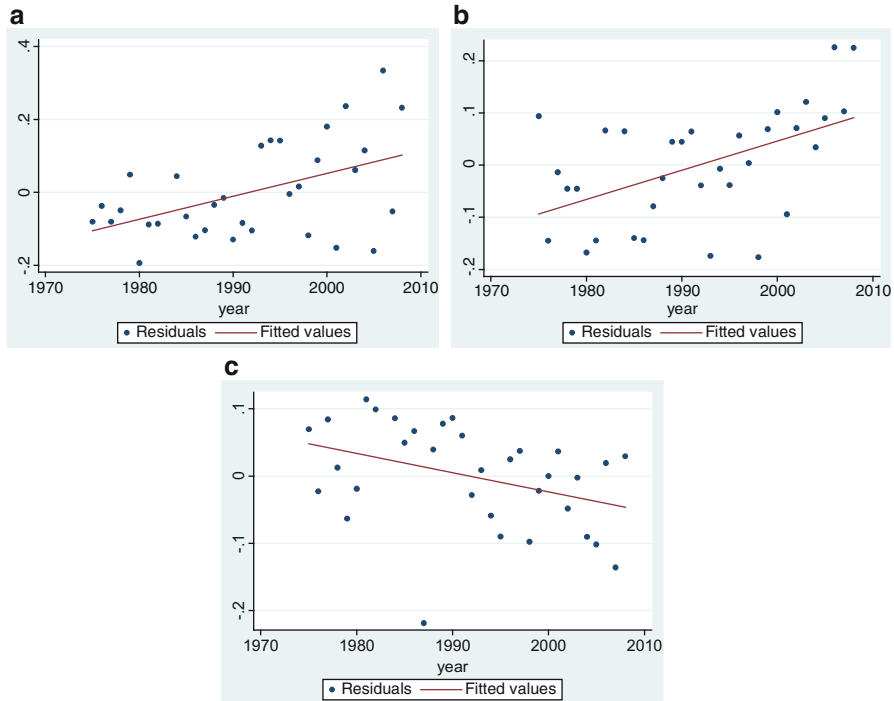 a
.4
.2
0
-.2
1970 1980 1990 2000 2010
year
Residuals Fitted values
b
.2
.1
0
-.1
-.2
1970 1980 1990 2000 2010
year
Residuals Fitted values
c
.1
0
-.1
-.2
1970 1980 1990 2000 2010
year
Residuals Fitted values